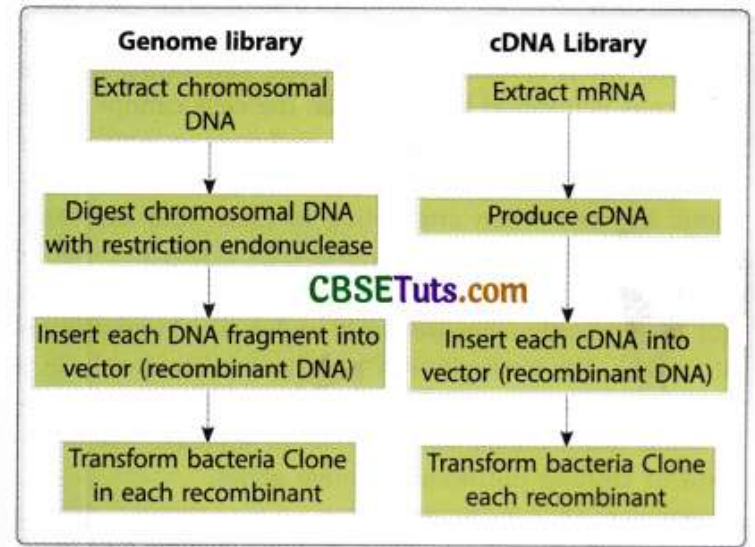 Genome library
Extract chromosomal
DNA
Digest chromosomal DNA
with restriction endonuclease
Insert each DNA fragment into
vector (recombinant DNA)
Transform bacteria Clone
in each recombinant
cDNA Library
Extract mRNA
Produce cDNA
Insert each cDNA into
vector (recombinant DNA)
Transform bacteria Clone
each recombinant
CBSETuts.com